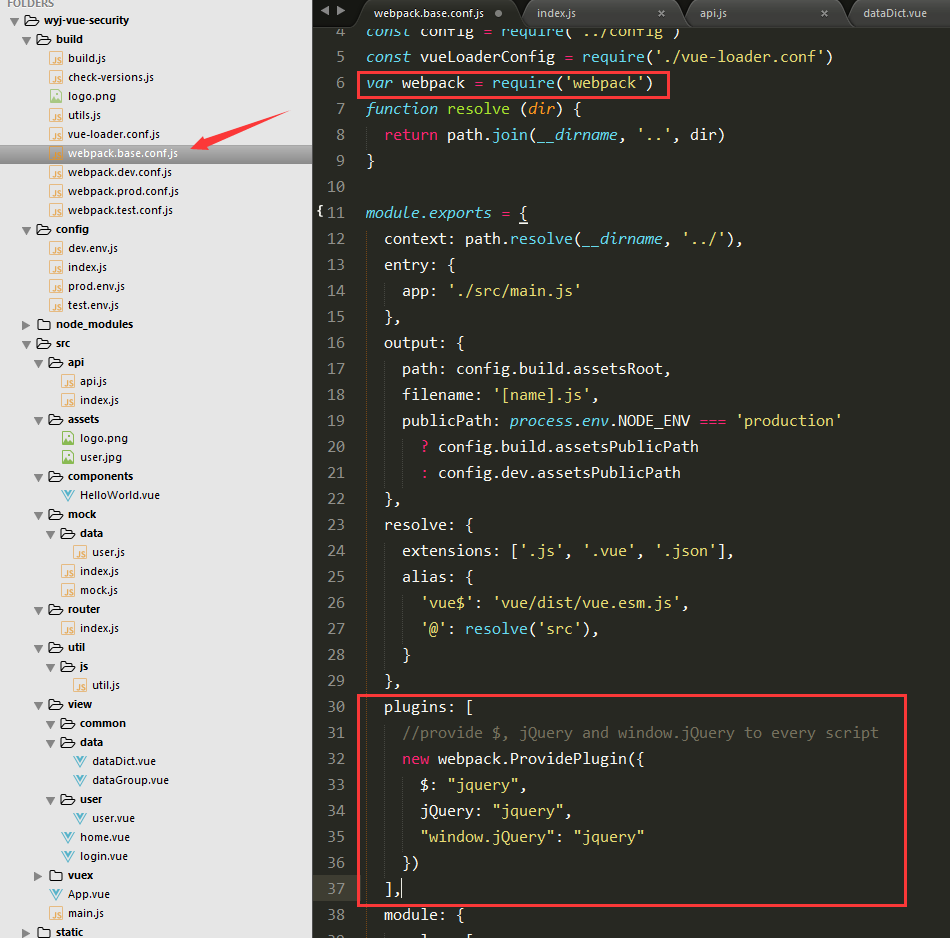 FOLDERS
wyj-vue-security
build
build.js
check-versions.js
logo.png
utils.js
vue-loader.conf.js
webpack.base.conf.js
webpack.dev.conf.js
webpack.prod.conf.js
webpack.test.conf.js
config
dev.env.js
index.js
prod.env.js
test.env.js
node_modules
src
api
api.js
index.js
assets
logo.png
user.jpg
components
HelloWorld.vue
mock
data
user.js
index.js
mock.js
router
index.js
util
js
util.js
view
common
data
dataDict.vue
dataGroup.vue
user
user.vue
home.vue
login.vue
vuex
App.vue
main.js
static
webpack.base.conf.js
index.js
api.js
dataDict.vue
4 const config = require('../config')
5 const vueLoaderConfig = require('./vue-loader.conf')
6 var webpack = require('webpack')
7 function resolve (dir) {
8 return path.join(__dirname, '..', dir)
9 }
10
11 module.exports = {
12 context: path.resolve(__dirname, '../'),
13 entry: {
14 app: './src/main.js'
15 },
16 output: {
17 path: config.build.assetsRoot,
18 filename: '[name].js',
19 publicPath: process.env.NODE_ENV === 'production'
20 ? config.build.assetsPublicPath
21 : config.dev.assetsPublicPath
22 },
23 resolve: {
24 extensions: ['.js', '.vue', '.json'],
25 alias: {
26 'vue$': 'vue/dist/vue.esm.js',
27 '@': resolve('src'),
28 }
29 },
30 plugins: [
31 //provide $, jQuery and window.jQuery to every script
32 new webpack.ProvidePlugin({
33 $: "jquery",
34 jQuery: "jquery",
35 "window.jQuery": "jquery"
36 })
37 ],
38 module: {